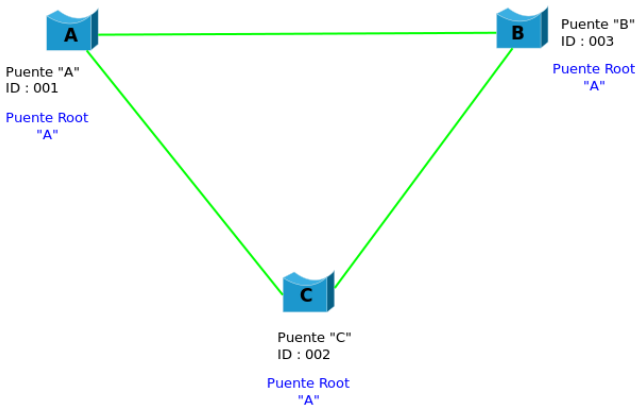 A
Puente "A"
ID : 001
Puente Root
"A"
B
Puente "B"
ID : 003
Puente Root
"A"
C
Puente "C"
ID : 002
Puente Root
"A"